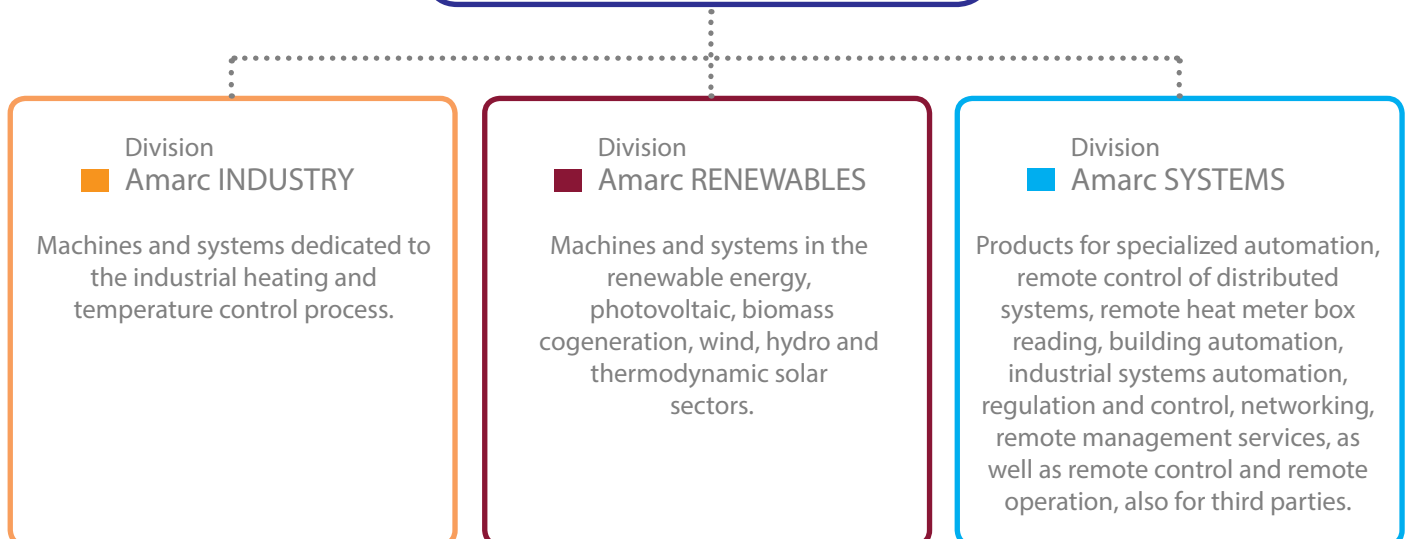 Division
Amarc INDUSTRY
Machines and systems dedicated to
the industrial heating and
temperature control process.
Division
Amarc RENEWABLES
Machines and systems in the
renewable energy,
photovoltaic, biomass
cogeneration, wind, hydro and
thermodynamic solar
sectors.
Division
Amarc SYSTEMS
Products for specialized automation,
remote control of distributed
systems, remote heat meter box
reading, building automation,
industrial systems automation,
regulation and control, networking,
remote management services, as
well as remote control and remote
operation, also for third parties.